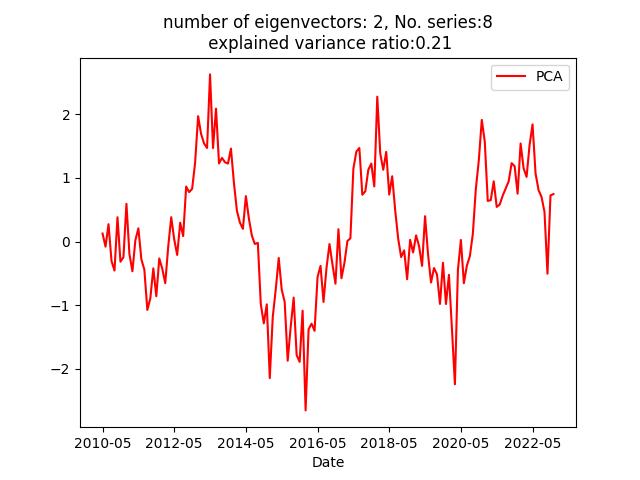 number of eigenvectors: 2, No. series:8
explained variance ratio:0.21
PCA
2
1
0
−1
−2
2010-05 2012-05 2014-05 2016-05 2018-05 2020-05 2022-05
Date